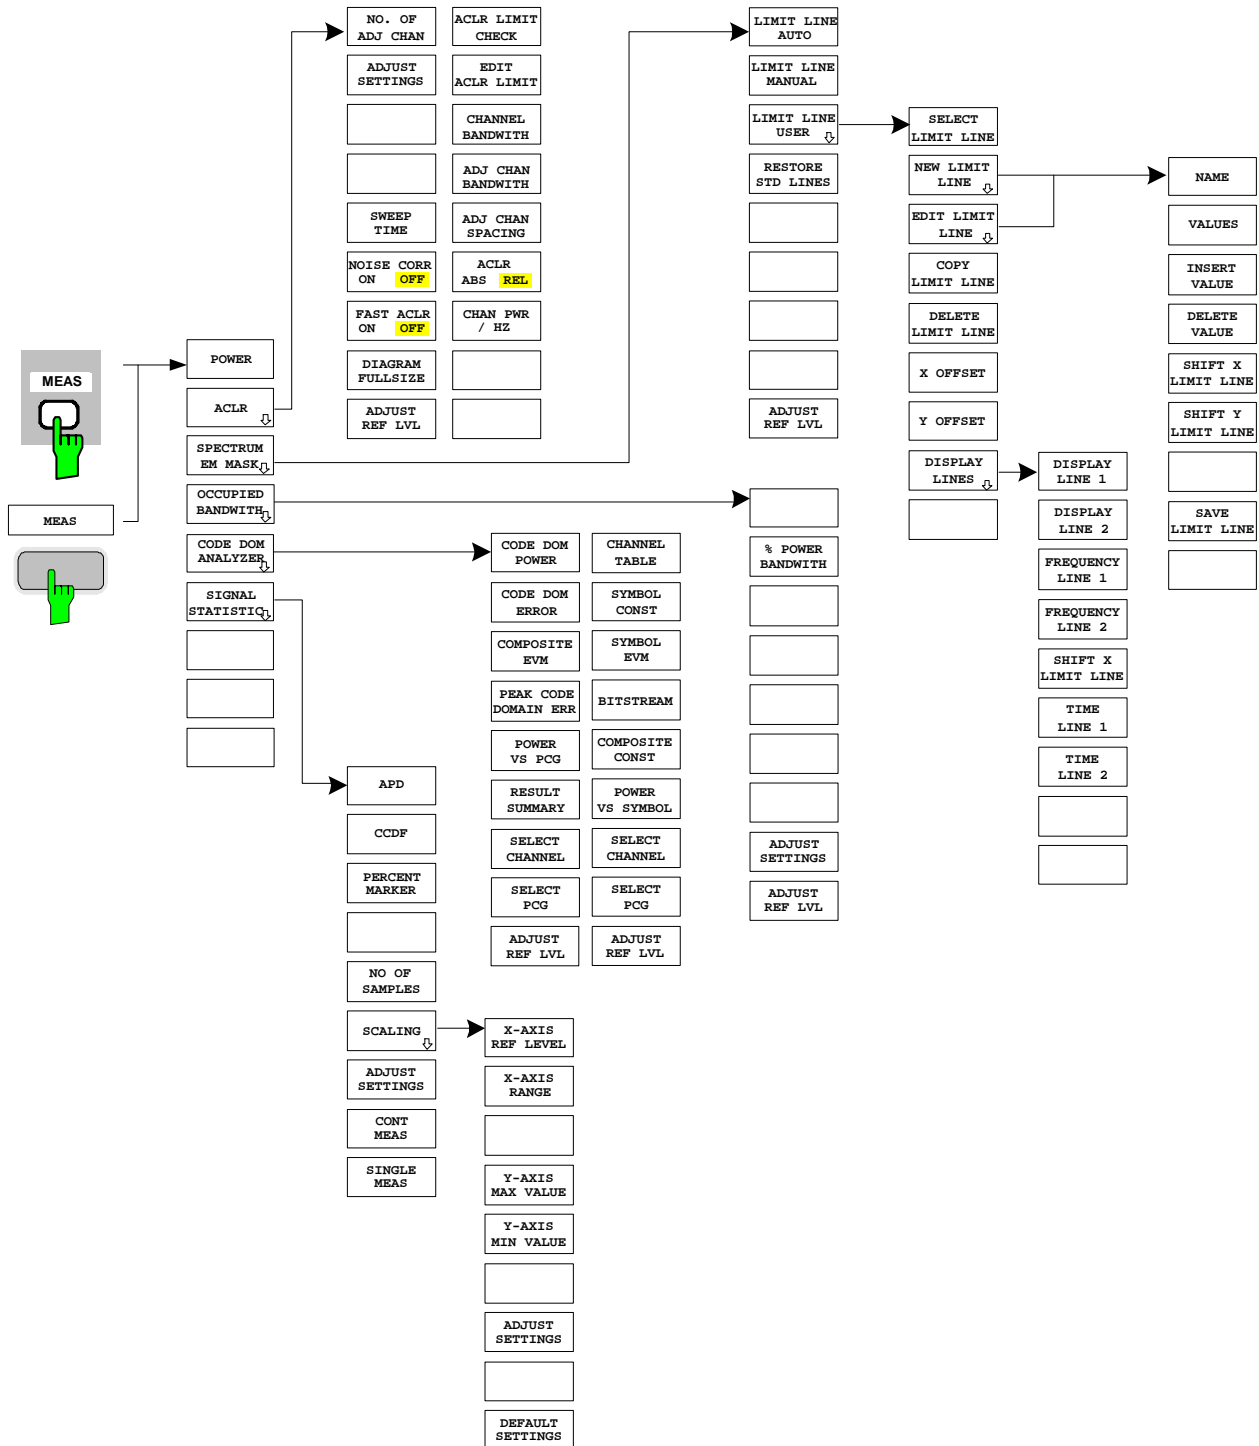 MEAS
MEAS
POWER
ACLR
SPECTRUM
EM MASK
OCCUPIED
BANDWITH
CODE DOM
ANALYZER
SIGNAL
STATISTIC
NO. OF
ADJ CHAN
ADJUST
SETTINGS
SWEEP
TIME
NOISE CORR
ON OFF
FAST ACLR
ON OFF
DIAGRAM
FULLSIZE
ADJUST
REF LVL
ACLR LIMIT
CHECK
EDIT
ACLR LIMIT
CHANNEL
BANDWITH
ADJ CHAN
BANDWITH
ADJ CHAN
SPACING
ACLR
ABS REL
CHAN PWR
/ HZ
LIMIT LINE
AUTO
LIMIT LINE
MANUAL
LIMIT LINE
USER
RESTORE
STD LINES
ADJUST
REF LVL
SELECT
LIMIT LINE
NEW LIMIT
LINE
EDIT LIMIT
LINE
COPY
LIMIT LINE
DELETE
LIMIT LINE
X OFFSET
Y OFFSET
DISPLAY
LINES
NAME
VALUES
INSERT
VALUE
DELETE
VALUE
SHIFT X
LIMIT LINE
SHIFT Y
LIMIT LINE
SAVE
LIMIT LINE
DISPLAY
LINE 1
DISPLAY
LINE 2
FREQUENCY
LINE 1
FREQUENCY
LINE 2
SHIFT X
LIMIT LINE
TIME
LINE 1
TIME
LINE 2
% POWER
BANDWITH
ADJUST
SETTINGS
ADJUST
REF LVL
CODE DOM
POWER
CODE DOM
ERROR
COMPOSITE
EVM
PEAK CODE
DOMAIN ERR
POWER
VS PCG
RESULT
SUMMARY
SELECT
CHANNEL
SELECT
PCG
ADJUST
REF LVL
CHANNEL
TABLE
SYMBOL
CONST
SYMBOL
EVM
BITSTREAM
COMPOSITE
CONST
POWER
VS SYMBOL
SELECT
CHANNEL
SELECT
PCG
ADJUST
REF LVL
APD
CCDF
PERCENT
MARKER
NO OF
SAMPLES
SCALING
ADJUST
SETTINGS
CONT
MEAS
SINGLE
MEAS
X-AXIS
REF LEVEL
X-AXIS
RANGE
Y-AXIS
MAX VALUE
Y-AXIS
MIN VALUE
ADJUST
SETTINGS
DEFAULT
SETTINGS